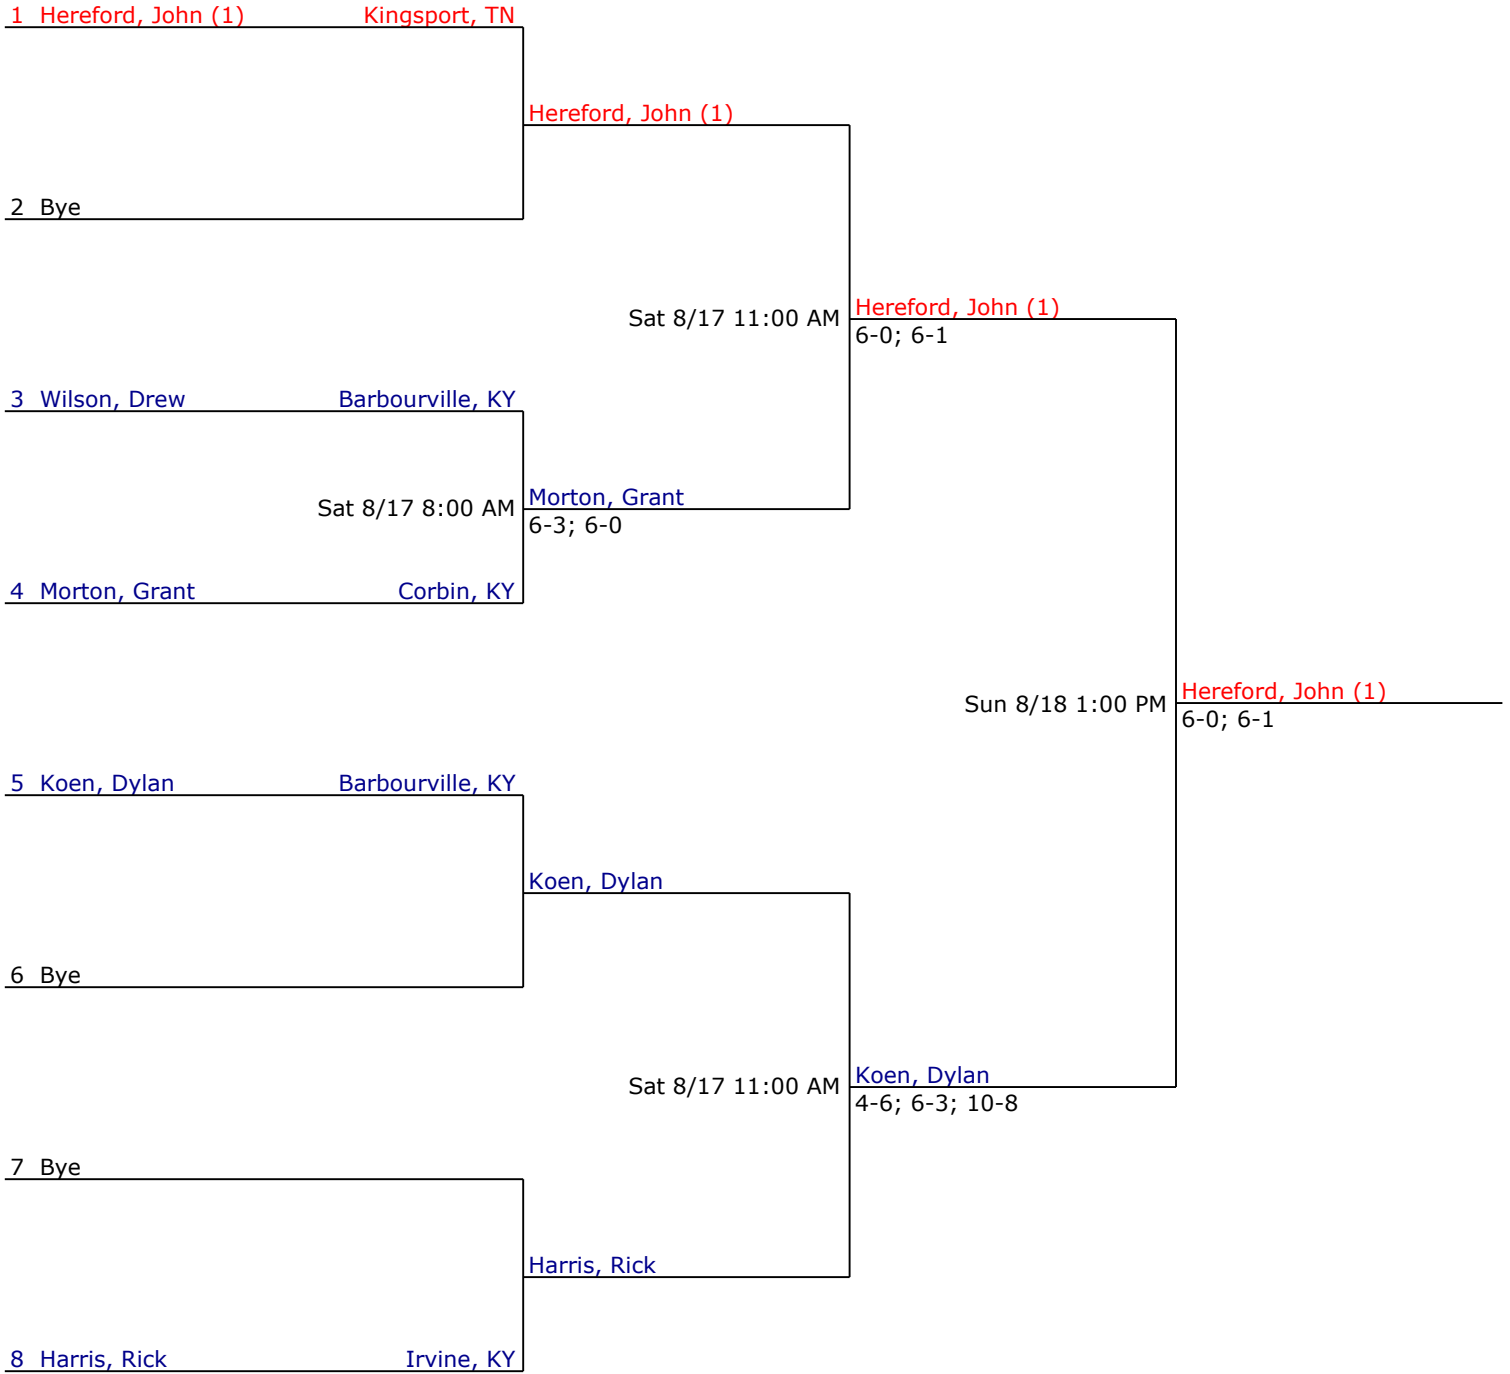 1 Hereford, John (1) Kingsport, TN
Hereford, John (1)
2 Bye
Sat 8/17 11:00 AM
Hereford, John (1)
6-0; 6-1
3 Wilson, Drew Barbourville, KY
Sat 8/17 8:00 AM
Morton, Grant
6-3; 6-0
4 Morton, Grant Corbin, KY
Sun 8/18 1:00 PM
Hereford, John (1)
6-0; 6-1
5 Koen, Dylan Barbourville, KY
Koen, Dylan
6 Bye
Sat 8/17 11:00 AM
Koen, Dylan
4-6; 6-3; 10-8
7 Bye
Harris, Rick
8 Harris, Rick Irvine, KY